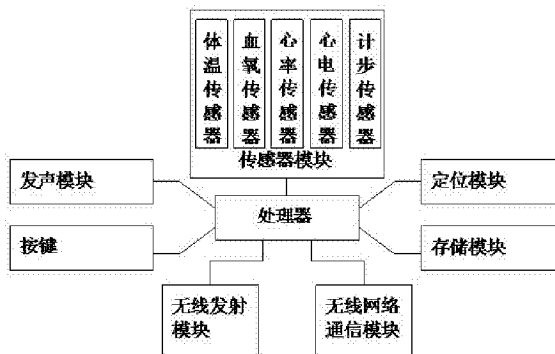 体温传感器
血氧传感器
心率传感器
心电传感器
计步传感器
传感器模块
发声模块
定位模块
处理器
按键
存储模块
无线发射
模块
无线网络
通信模块